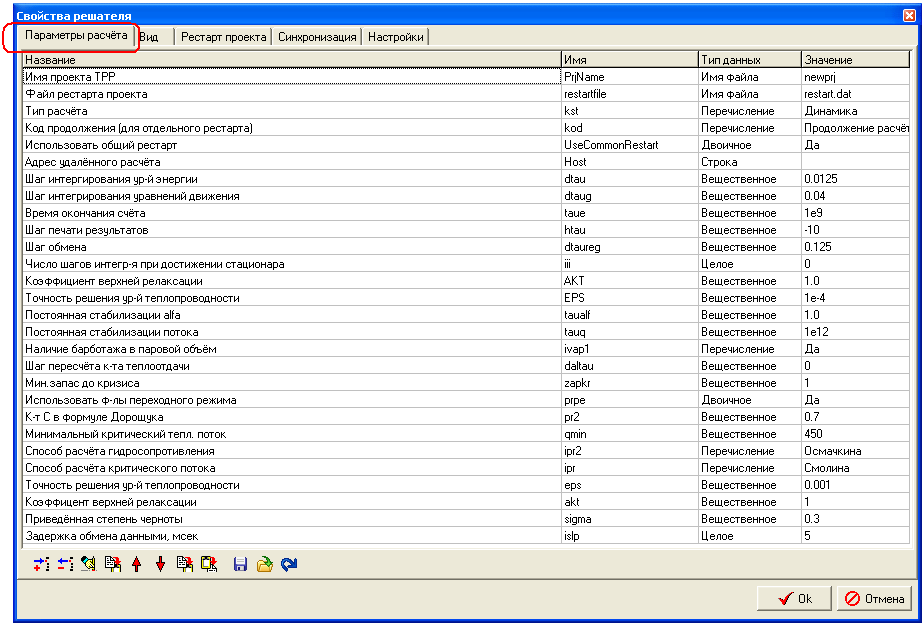 Свойства решателя
Параметры расчёта Вид Рестарт проекта Синхронизация Настройки
Название Имя Тип данных Значение
Имя проекта ТРР PrjName Имя файла newprj
Файл рестарта проекта restartfile Имя файла restart.dat
Тип расчёта kst Перечисление Динамика
Код продолжения (для отдельного рестарта) kod Перечисление Продолжение расчёт
Использовать общий рестарт UseCommonRestart Двоичное Да
Адрес удалённого расчёта Host Строка
Шаг интегрирования ур-й энергии dtau Вещественное 0.0125
Шаг интегрирования уравнений движения dtaug Вещественное 0.04
Время окончания счёта taue Вещественное 1e9
Шаг печати результатов htau Вещественное -10
Шаг обмена dtaureg Вещественное 0.125
Число шагов интегр-я при достижении стационара iii Целое 0
Коэффициент верхней релаксации AKT Вещественное 1.0
Точность решения ур-й теплопроводности EPS Вещественное 1e-4
Постоянная стабилизации alfa taualf Вещественное 1.0
Постоянная стабилизации потока tauq Вещественное 1e12
Наличие барботажа в паровой объём ivap1 Перечисление Да
Шаг пересчёта к-та теплоотдачи daltau Вещественное 0
Мин.запас до кризиса zapkr Вещественное 1
Использовать ф-лы переходного режима prpe Двоичное Да
К-т С в формуле Дорощука pr2 Вещественное 0.7
Минимальный критический тепл. поток qmin Вещественное 450
Способ расчёта гидросопротивления ipr2 Перечисление Осмачкина
Способ расчёта критического потока ipr Перечисление Смолина
Точность решения ур-й теплопроводности eps Вещественное 0.001
Коэффицент верхней релаксации akt Вещественное 1
Приведённая степень черноты sigma Вещественное 0.3
Задержка обмена данными, мсек islp Целое 5
Ok Отмена